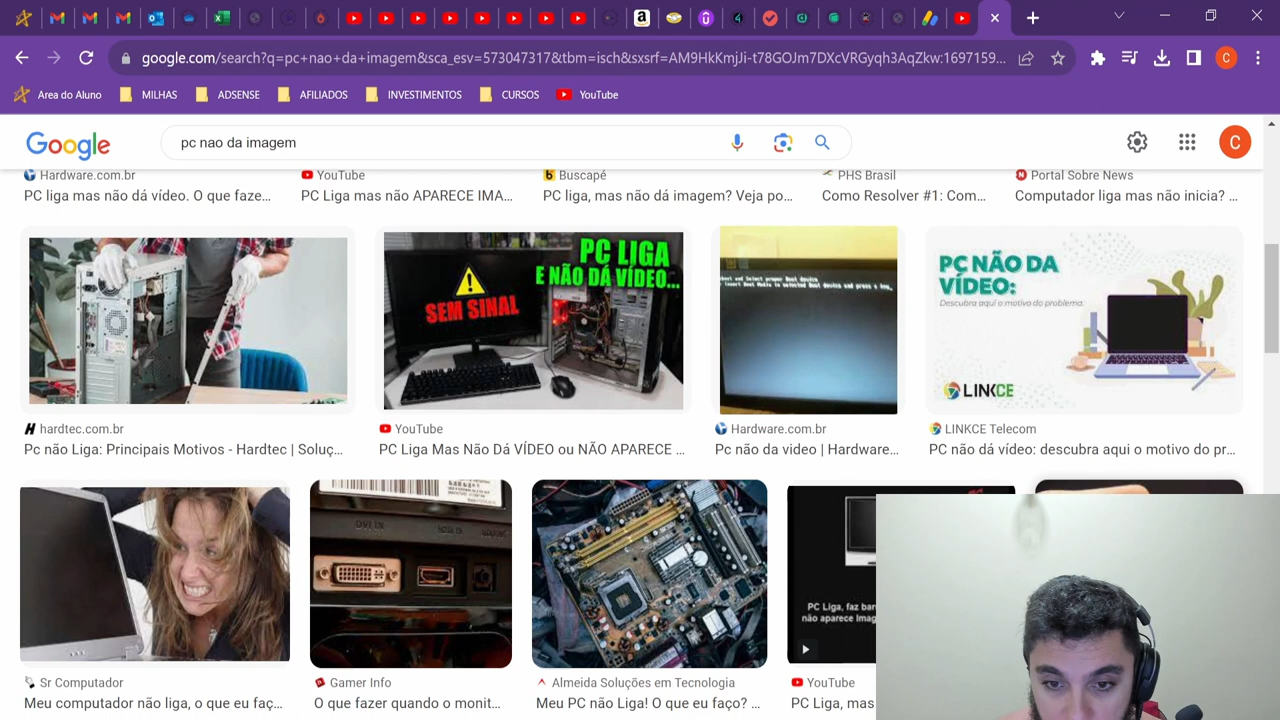 google.com/search?q=pc+nao+da+imagem&sca_esv=573047317&tbm=isch&sxsrf=AM9HkKmjJi-t78GOJm7DXcVRGyqh3AqZkw:1697159...
C
Area do Aluno
MILHAS
ADSENSE
AFILIADOS
INVESTIMENTOS
CURSOS
YouTube
Google
pc nao da imagem
C
Hardware.com.br
YouTube
Buscapé
PHS Brasil
Portal Sobre News
PC liga mas não dá vídeo. O que faze...
PC Liga mas não APARECE IMA...
PC liga, mas não dá imagem? Veja po...
Como Resolver #1: Com...
Computador liga mas não inicia? ...
PC LIGA
E NÃO DÁ VÍDEO...
SEM SINAL
PC NÃO DA
VÍDEO:
Descubra aqui o motivo do problema.
LINKCE
hardtec.com.br
YouTube
Hardware.com.br
LINKCE Telecom
Pc não Liga: Principais Motivos - Hardtec | Soluç...
PC Liga Mas Não Dá VÍDEO ou NÃO APARECE ...
Pc não da video | Hardware...
PC não dá vídeo: descubra aqui o motivo do pr...
DVI IN
PC Liga, faz bar
não aparece Imag
Sr Computador
Gamer Info
Almeida Soluções em Tecnologia
YouTube
Meu computador não liga, o que eu faç...
O que fazer quando o monit...
Meu PC não Liga! O que eu faço? ...
PC Liga, mas